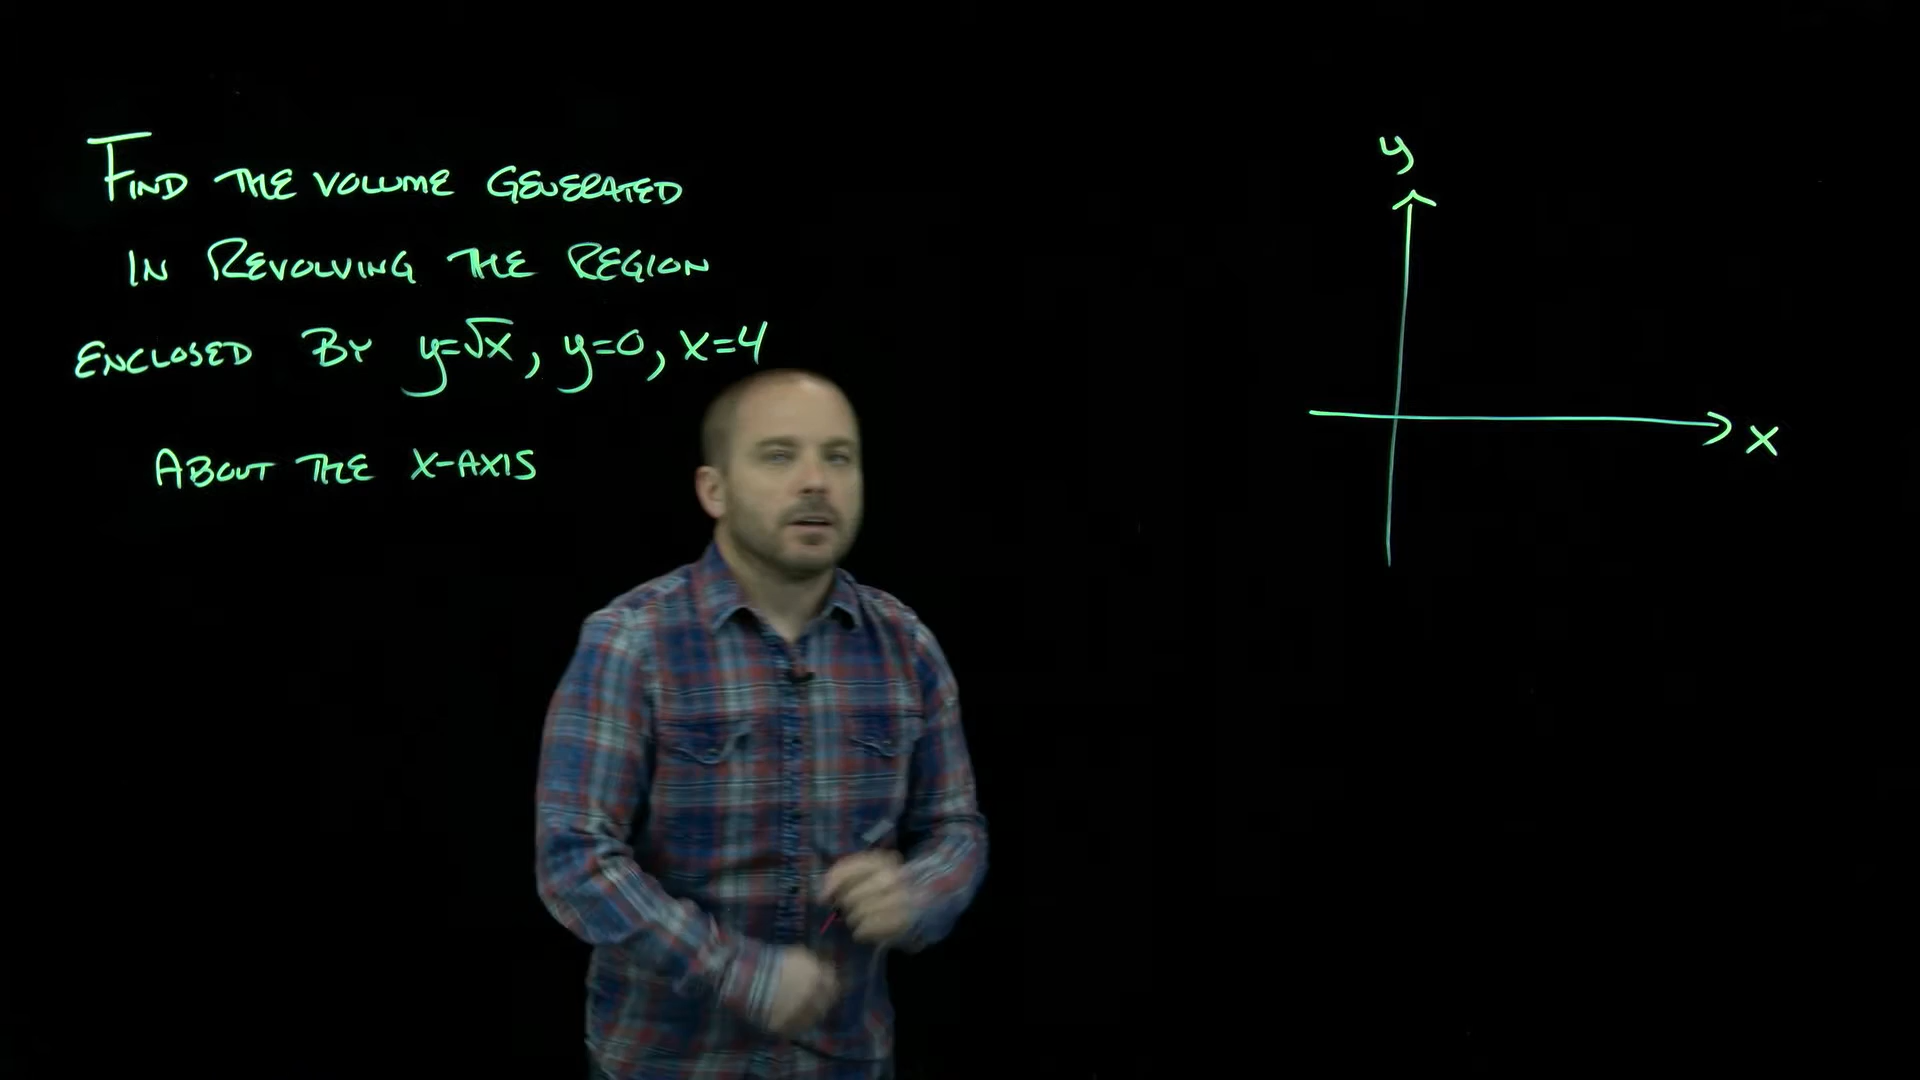 FIND THE VOLUME GENERATED
IN REVOLVING THE REGION
ENCLOSED BY y=√x, y=0, x=4
ABOUT THE X-AXIS
y
x